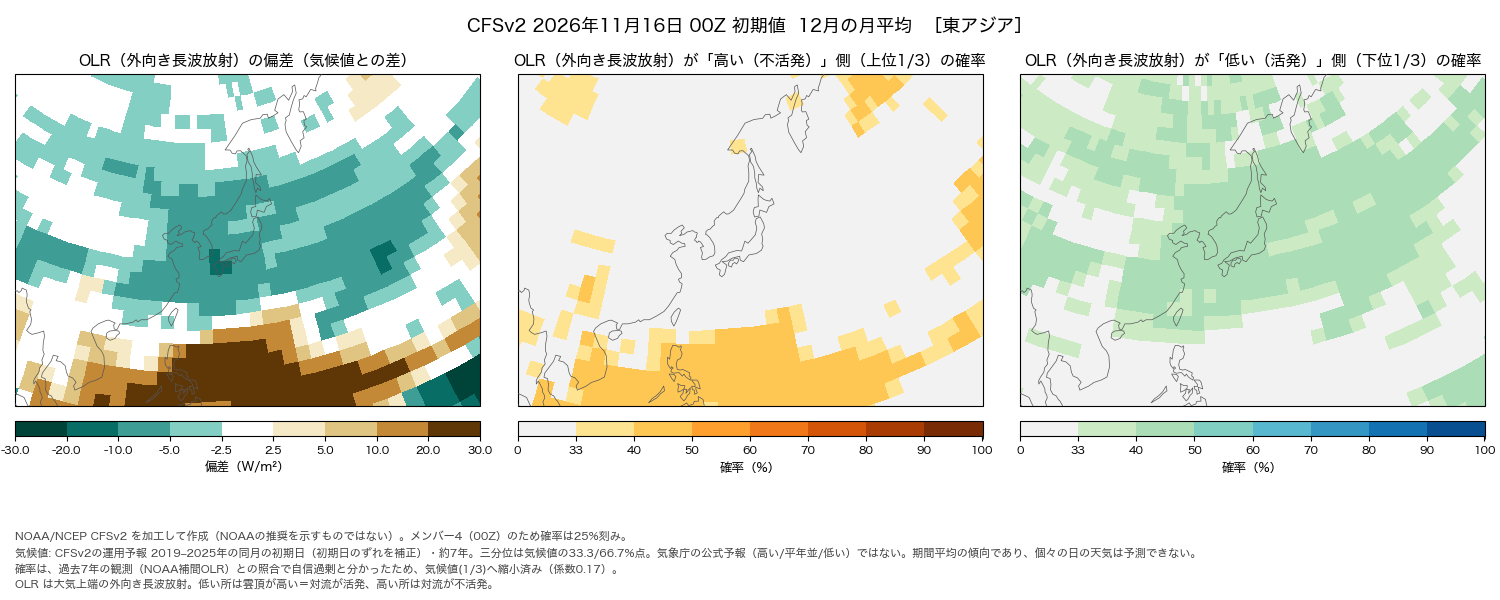 CFSv2 2026年11月16日 00Z 初期値 12月の月平均 ［東アジア］
OLR（外向き長波放射）の偏差（気候値との差）
OLR（外向き長波放射）が「高い（不活発）」側（上位1/3）の確率
OLR（外向き長波放射）が「低い（活発）」側（下位1/3）の確率
-30.0 -20.0 -10.0 -5.0 -2.5 2.5 5.0 10.0 20.0 30.0
偏差（W/m²）
0 33 40 50 60 70 80 90 100
確率（%）
0 33 40 50 60 70 80 90 100
確率（%）
NOAA/NCEP CFSv2 を加工して作成（NOAAの推奨を示すものではない）。メンバー4（00Z）のため確率は25%刻み。
気候値: CFSv2の運用予報 2019–2025年の同月の初期日（初期日のずれを補正）・約7年。三分位は気候値の33.3/66.7%点。気象庁の公式予報（高い/平年並/低い）ではない。期間平均の傾向であり、個々の日の天気は予測できない。
確率は、過去7年の観測（NOAA補間OLR）との照合で自信過剰と分かったため、気候値(1/3)へ縮小済み（係数0.17）。
OLR は大気上端の外向き長波放射。低い所は雲頂が高い＝対流が活発、高い所は対流が不活発。